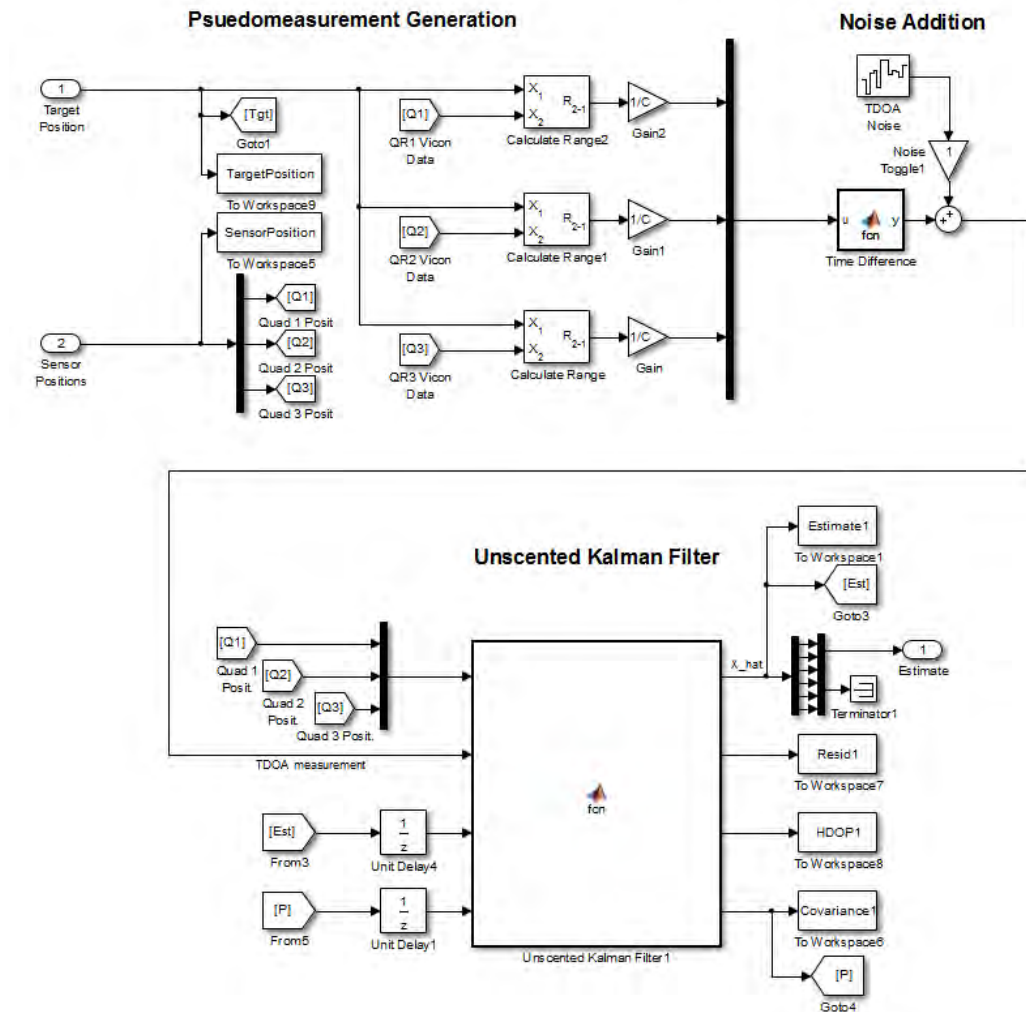 Psuedomeasurement Generation
Noise Addition
1
Target
Position
[Tgt]
Goto1
TargetPosition
To Workspace9
SensorPosition
To Workspace5
2
Sensor
Positions
[Q1]
Quad 1 Posit
[Q2]
Quad 2 Posit
[Q3]
Quad 3 Posit
[Q1]
QR1 Vicon
Data
X1
X2
R2-1
Calculate Range2
1/C
Gain2
[Q2]
QR2 Vicon
Data
X1
X2
R2-1
Calculate Range1
1/C
Gain1
[Q3]
QR3 Vicon
Data
X1
X2
R2-1
Calculate Range
1/C
Gain
TDOA
Noise
Noise
Toggle1
1
u
fcn
y
Time Difference
++
Unscented Kalman Filter
[Q1]
Quad 1
Posit.
[Q2]
Quad 2
Posit.
[Q3]
Quad 3 Posit.
TDOA measurement
[Est]
From3
1
z
Unit Delay4
[P]
From5
1
z
Unit Delay1
fcn
Unscented Kalman Filter1
X_hat
Estimate1
To Workspace1
[Est]
Goto3
1
Estimate
Terminator1
Resid1
To Workspace7
HDOP1
To Workspace8
Covariance1
To Workspace6
[P]
Goto4